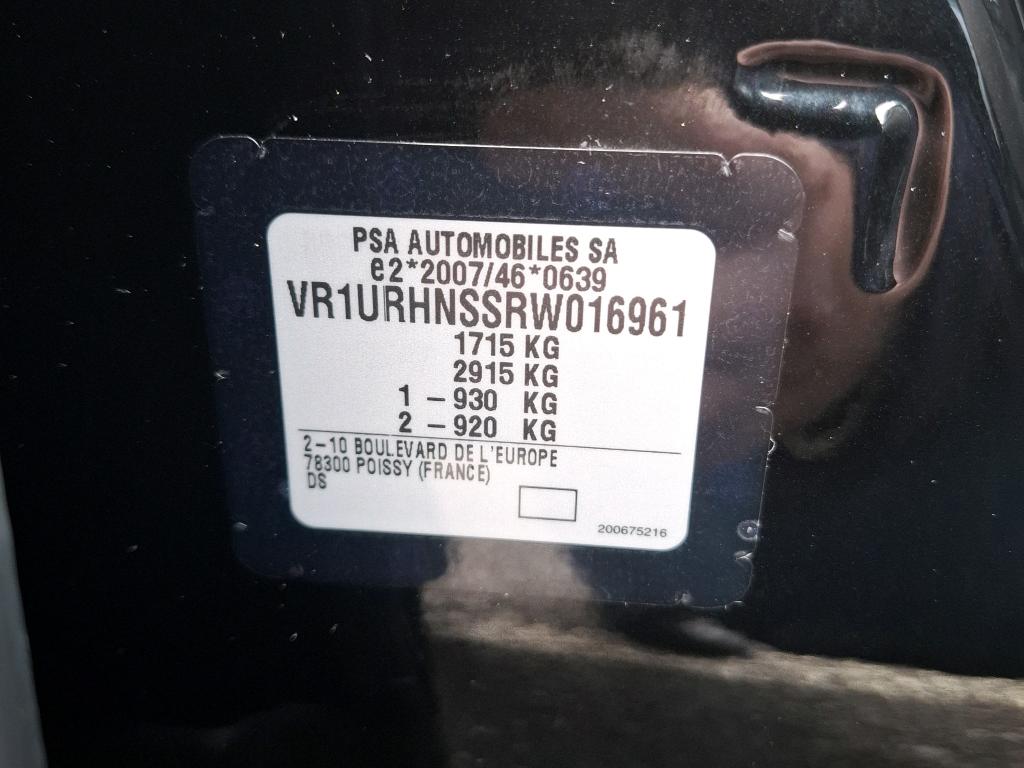 PSA AUTOMOBILES SA
e2*2007/46*0639
VR1URHNSSRW016961
1715 KG
2915 KG
1 – 930 KG
2 – 920 KG
2–10 BOULEVARD DE L'EUROPE
78300 POISSY (FRANCE)
DS
200675216